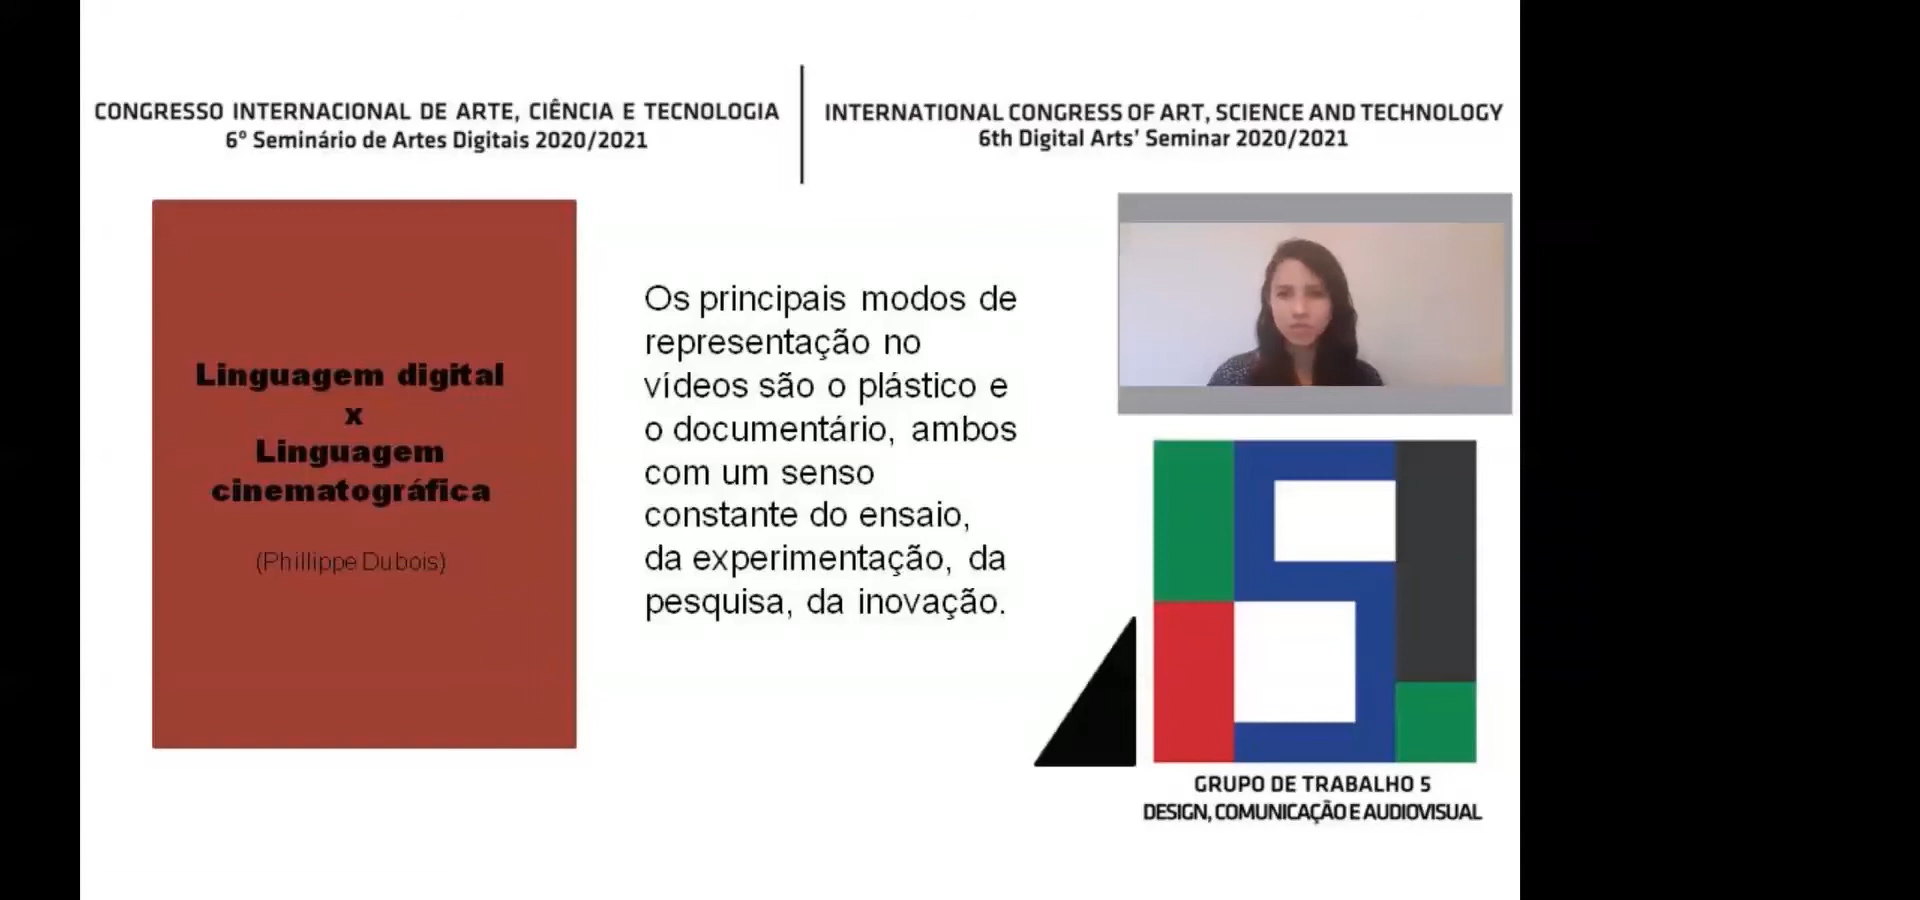 CONGRESSO INTERNACIONAL DE ARTE, CIÊNCIA E TECNOLOGIA
6º Seminário de Artes Digitais 2020/2021
INTERNATIONAL CONGRESS OF ART, SCIENCE AND TECHNOLOGY
6th Digital Arts' Seminar 2020/2021
Linguagem digital
x
Linguagem
cinematográfica
(Phillippe Dubois)
Os principais modos de
representação no
vídeos são o plástico e
o documentário, ambos
com um senso
constante do ensaio,
da experimentação, da
pesquisa, da inovação.
GRUPO DE TRABALHO 5
DESIGN, COMUNICAÇÃO E AUDIOVISUAL